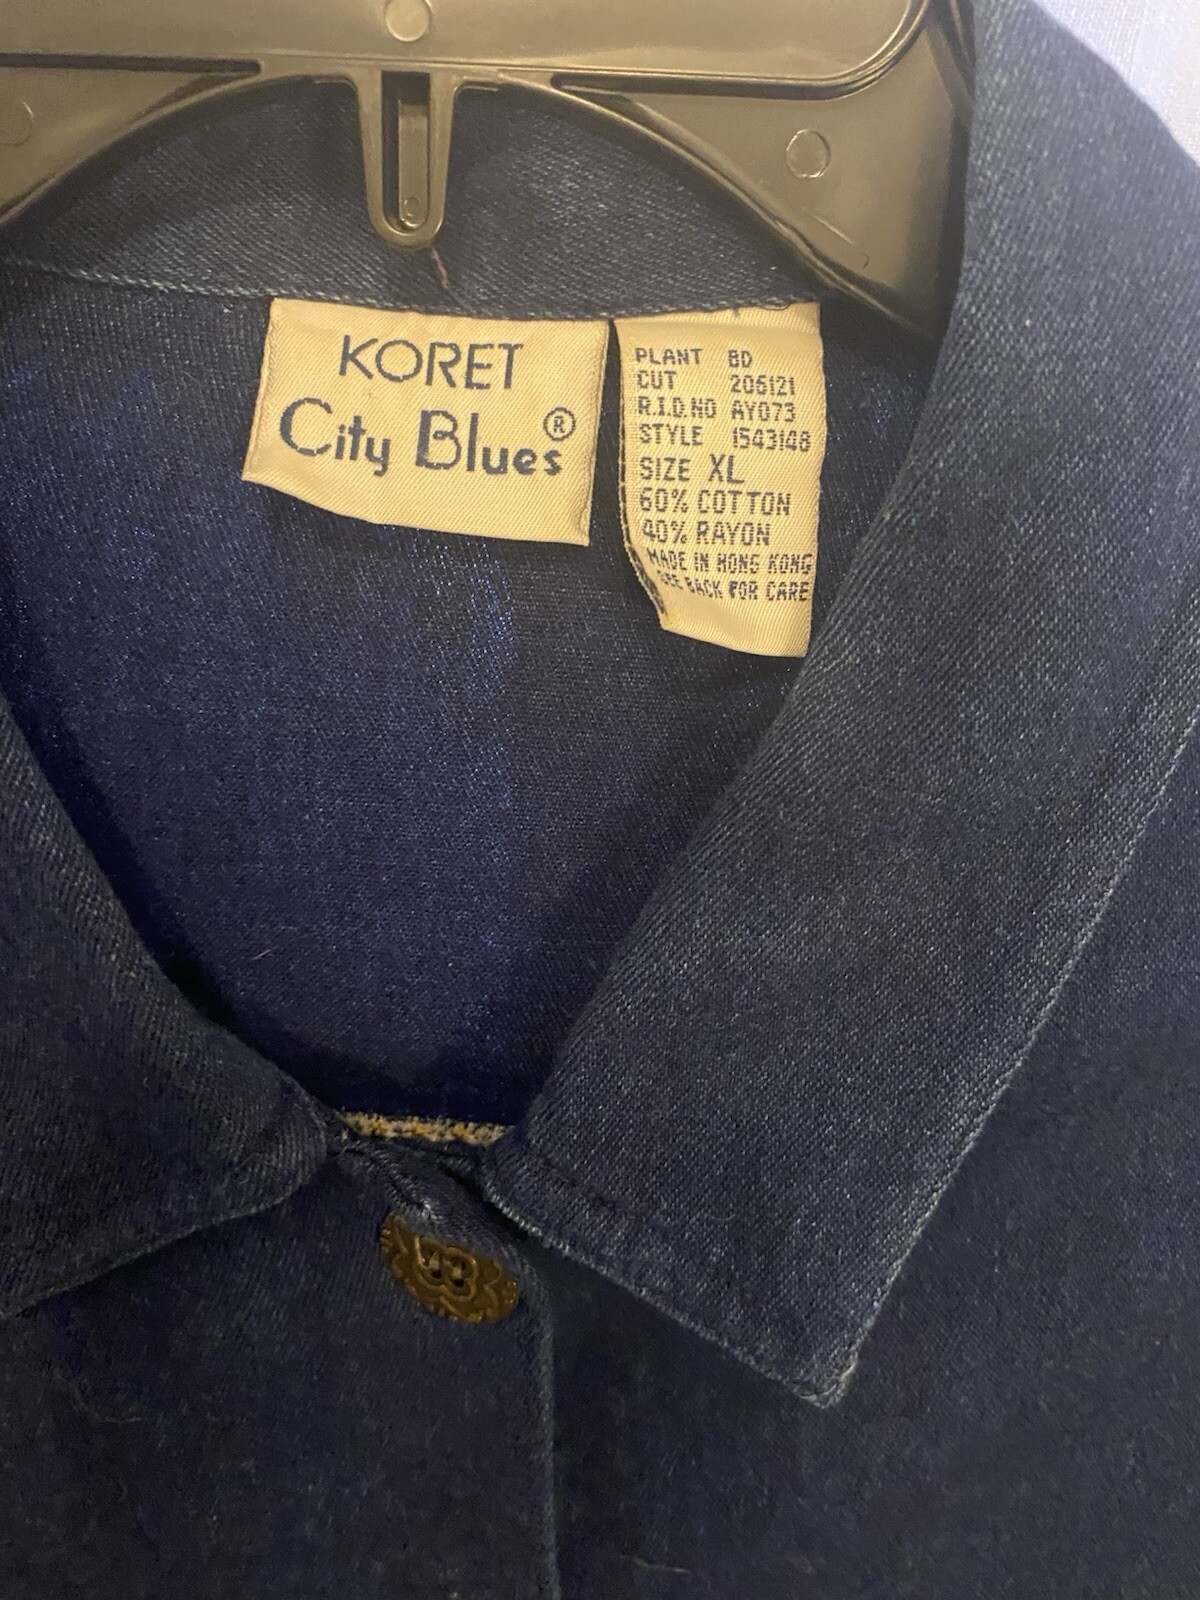 KORET
City Blues®
PLANT BD
CUT 206121
R.I.D.NO AY073
STYLE 1543148
SIZE XL
60% COTTON
40% RAYON
MADE IN HONG KONG
SEE BACK FOR CARE